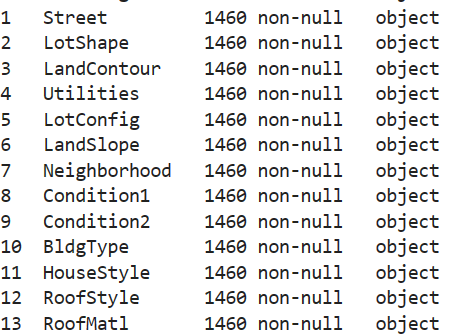 1 Street 1460 non-null object
2 LotShape 1460 non-null object
3 LandContour 1460 non-null object
4 Utilities 1460 non-null object
5 LotConfig 1460 non-null object
6 LandSlope 1460 non-null object
7 Neighborhood 1460 non-null object
8 Condition1 1460 non-null object
9 Condition2 1460 non-null object
10 BldgType 1460 non-null object
11 HouseStyle 1460 non-null object
12 RoofStyle 1460 non-null object
13 RoofMatl 1460 non-null object